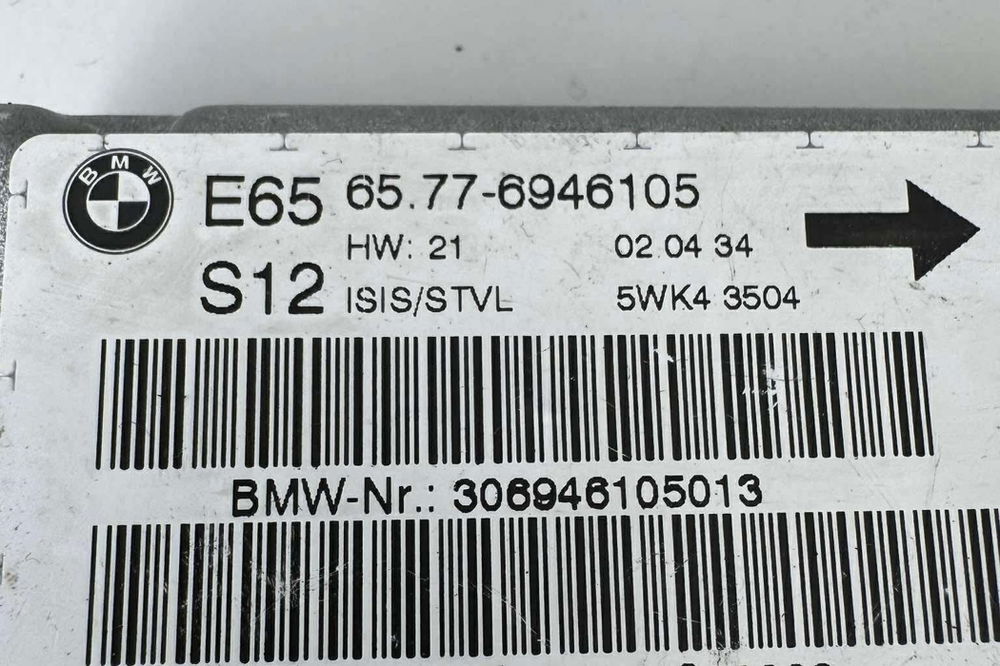 BMW
E65 65.77-6946105
HW: 21 02 04 34
S12 ISIS/STVL 5WK4 3504
BMW-Nr.: 306946105013